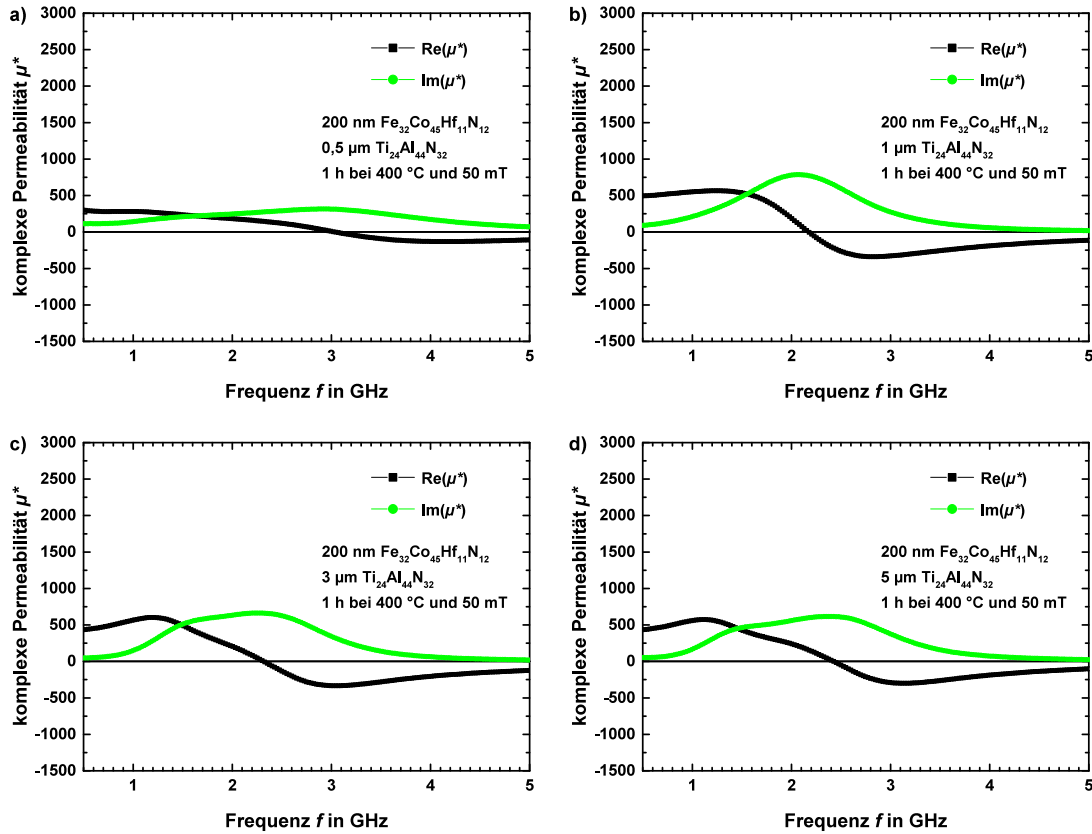 a)
komplexe Permeabilität μ*
3000
2500
2000
1500
1000
500
0
-500
-1000
-1500
Re(μ*)
Im(μ*)
200 nm Fe₃₂Co₄₅Hf₁₁N₁₂
0,5 µm Ti₂₄Al₄₄N₃₂
1 h bei 400 °C und 50 mT
1 2 3 4 5
Frequenz f in GHz
b)
komplexe Permeabilität μ*
3000
2500
2000
1500
1000
500
0
-500
-1000
-1500
Re(μ*)
Im(μ*)
200 nm Fe₃₂Co₄₅Hf₁₁N₁₂
1 µm Ti₂₄Al₄₄N₃₂
1 h bei 400 °C und 50 mT
1 2 3 4 5
Frequenz f in GHz
c)
komplexe Permeabilität μ*
3000
2500
2000
1500
1000
500
0
-500
-1000
-1500
Re(μ*)
Im(μ*)
200 nm Fe₃₂Co₄₅Hf₁₁N₁₂
3 µm Ti₂₄Al₄₄N₃₂
1 h bei 400 °C und 50 mT
1 2 3 4 5
Frequenz f in GHz
d)
komplexe Permeabilität μ*
3000
2500
2000
1500
1000
500
0
-500
-1000
-1500
Re(μ*)
Im(μ*)
200 nm Fe₃₂Co₄₅Hf₁₁N₁₂
5 µm Ti₂₄Al₄₄N₃₂
1 h bei 400 °C und 50 mT
1 2 3 4 5
Frequenz f in GHz